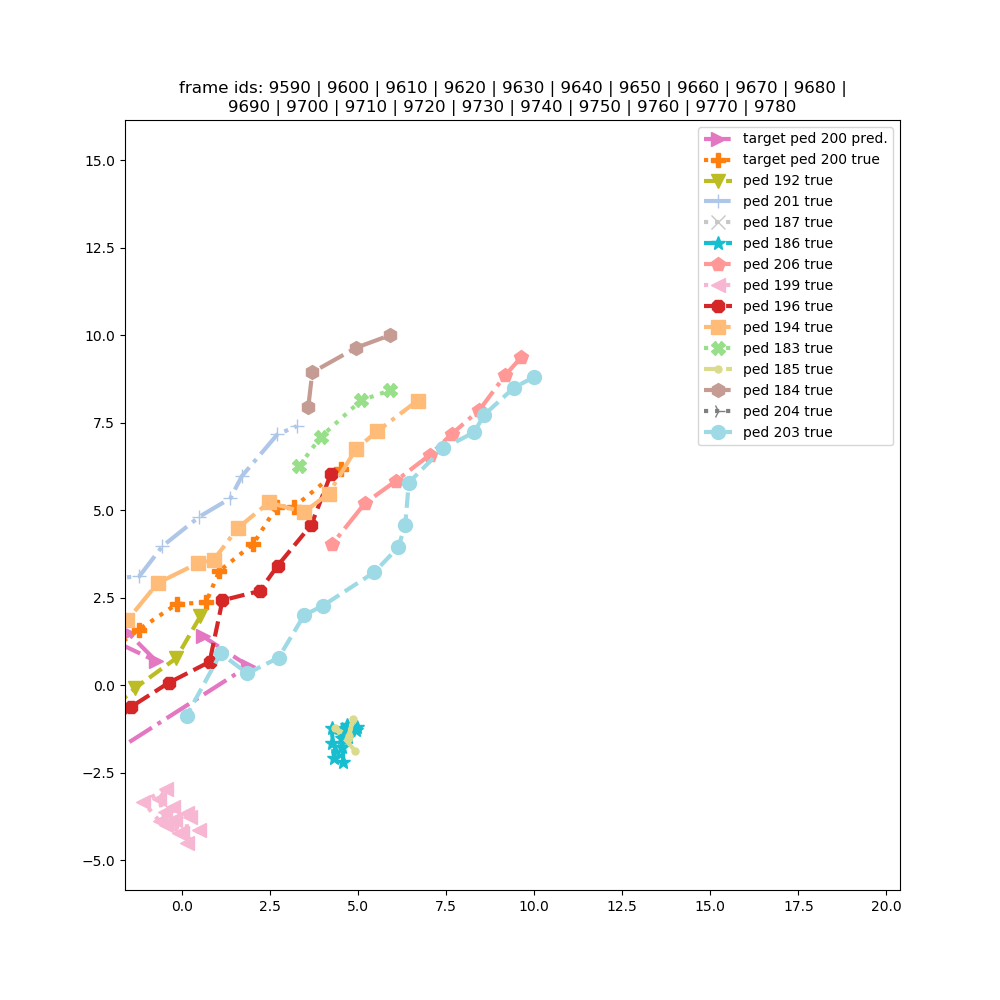 frame ids: 9590 | 9600 | 9610 | 9620 | 9630 | 9640 | 9650 | 9660 | 9670 | 9680 |
9690 | 9700 | 9710 | 9720 | 9730 | 9740 | 9750 | 9760 | 9770 | 9780
15.0
12.5
10.0
7.5
5.0
2.5
0.0
−2.5
−5.0
target ped 200 pred.
target ped 200 true
ped 192 true
ped 201 true
ped 187 true
ped 186 true
ped 206 true
ped 199 true
ped 196 true
ped 194 true
ped 183 true
ped 185 true
ped 184 true
ped 204 true
ped 203 true
0.0 2.5 5.0 7.5 10.0 12.5 15.0 17.5 20.0